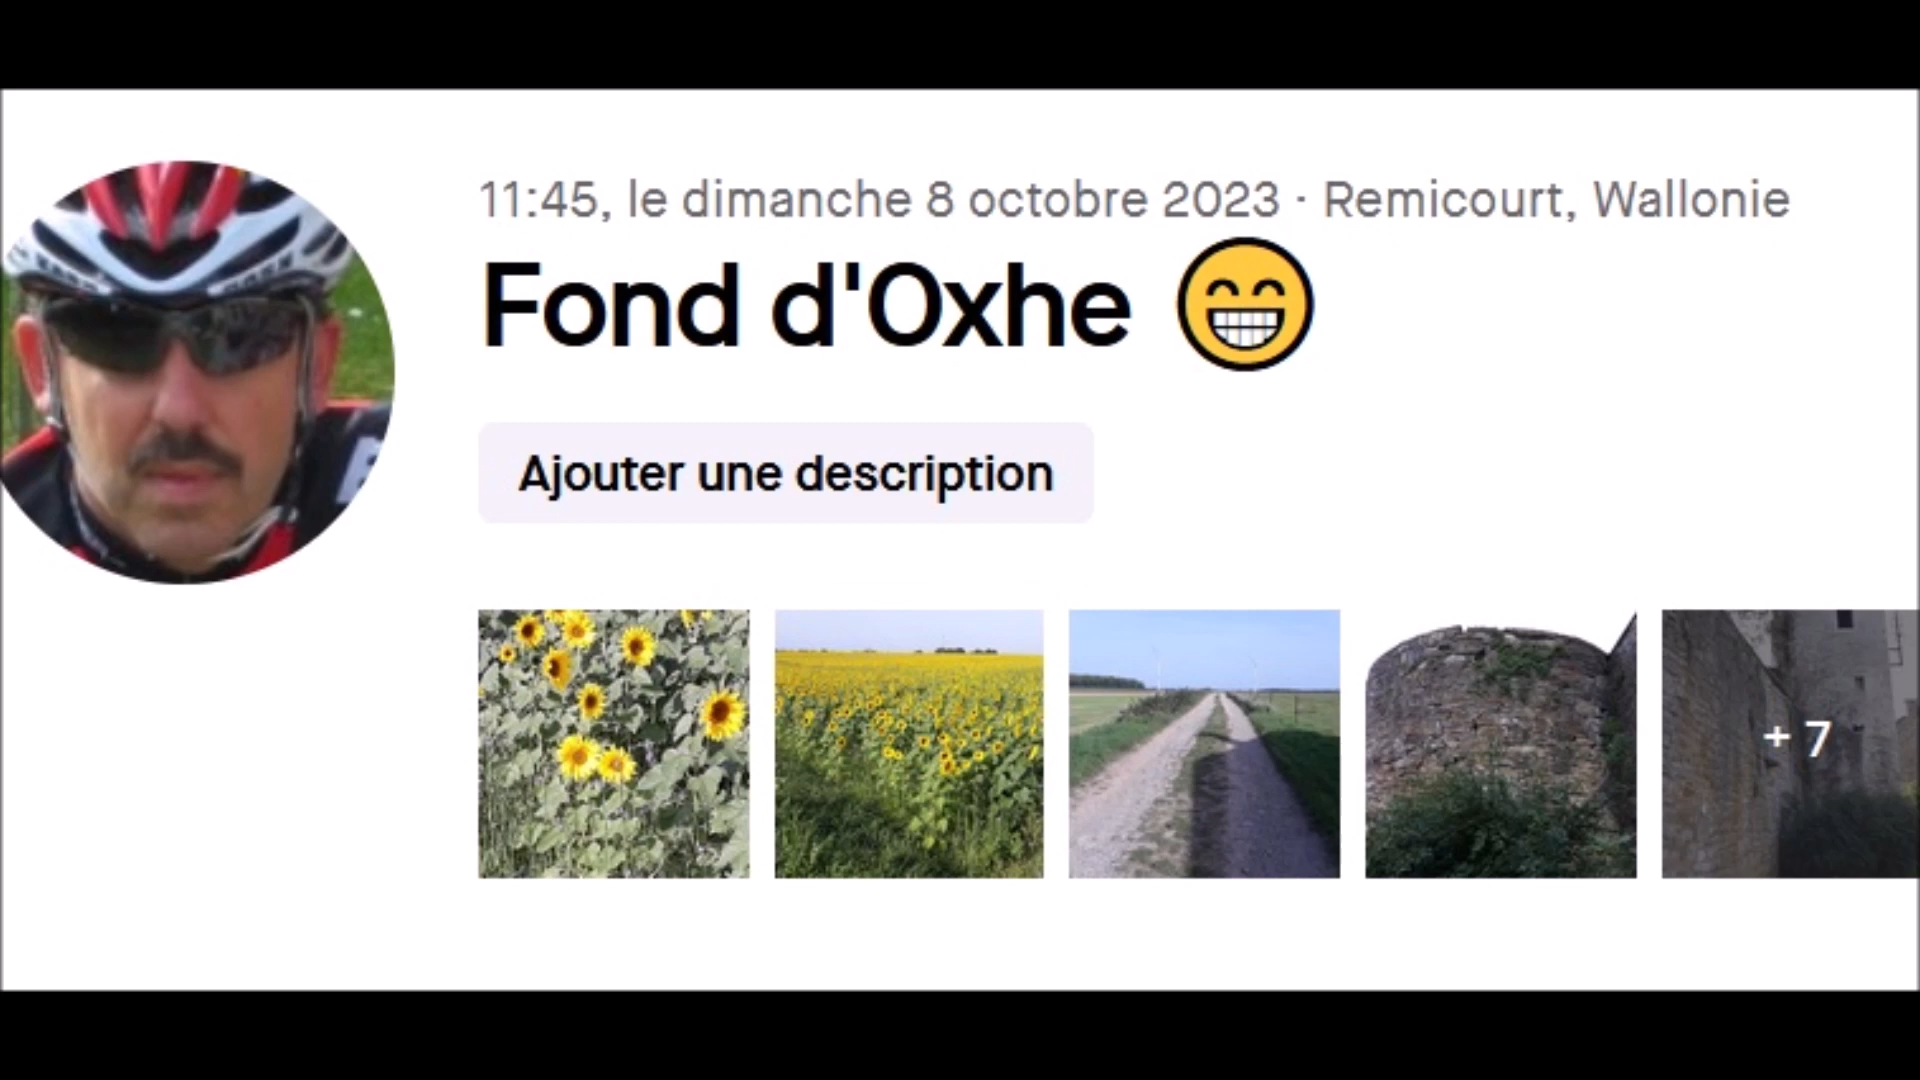 11:45, le dimanche 8 octobre 2023 · Remicourt, Wallonie
Fond d'Oxhe 😁
Ajouter une description
+ 7